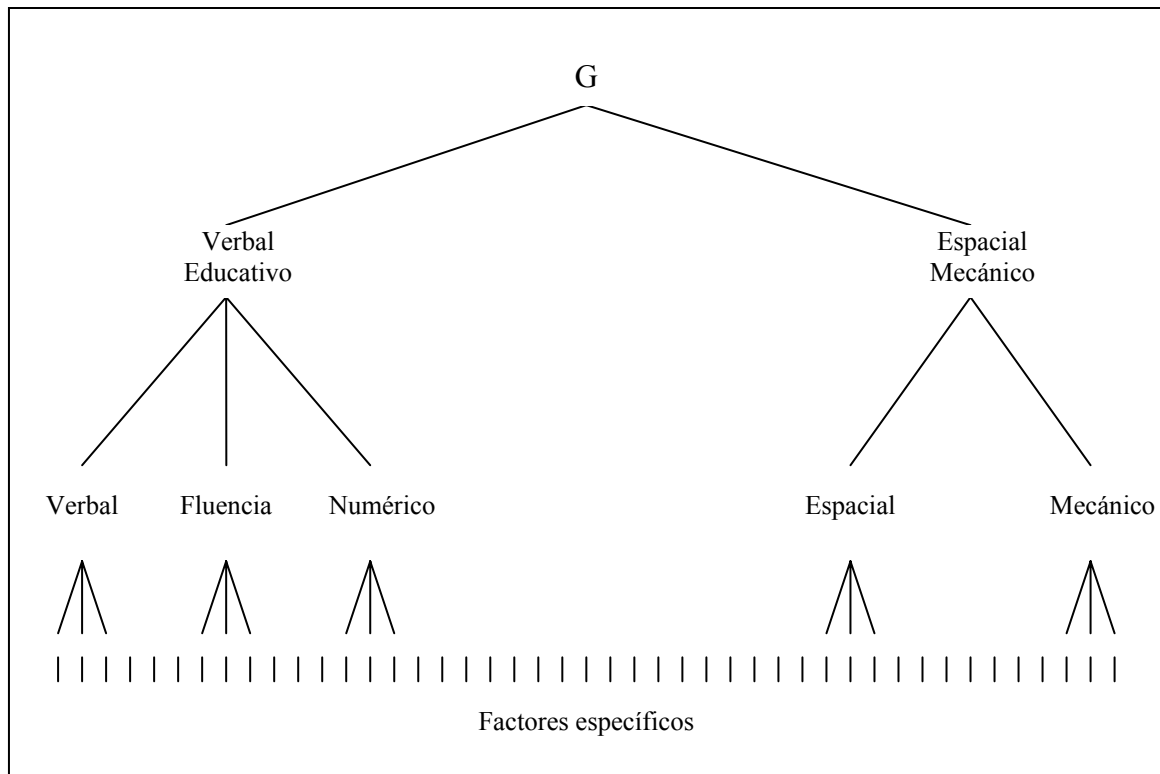 G
Verbal
Educativo
Espacial
Mecánico
Verbal
Fluencia
Numérico
Espacial
Mecánico
Factores específicos